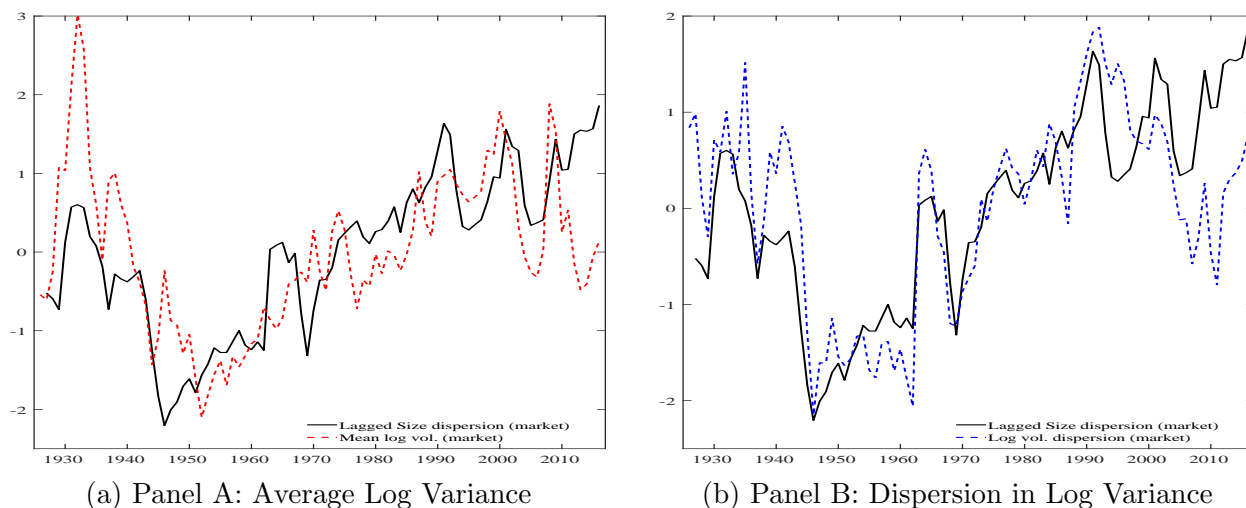 3
2
1
0
-1
-2
1930 1940 1950 1960 1970 1980 1990 2000 2010
Lagged Size dispersion (market)
Mean log vol. (market)
(a) Panel A: Average Log Variance
2
1
0
-1
-2
1930 1940 1950 1960 1970 1980 1990 2000 2010
Lagged Size dispersion (market)
Log vol. dispersion (market)
(b) Panel B: Dispersion in Log Variance